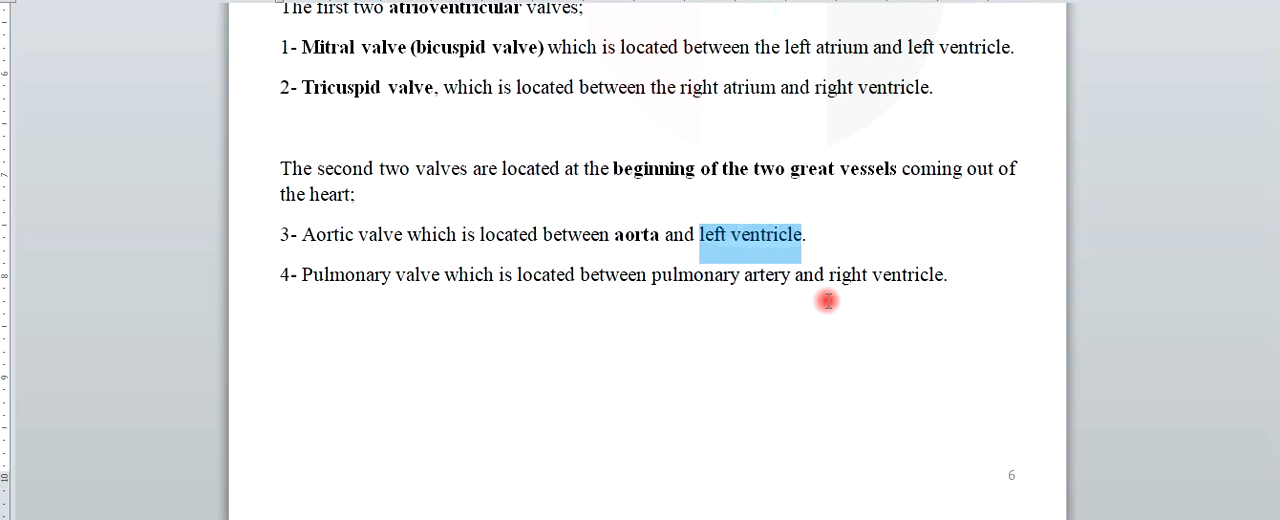 The first two atrioventricular valves;
1- Mitral valve (bicuspid valve) which is located between the left atrium and left ventricle.
2- Tricuspid valve, which is located between the right atrium and right ventricle.
The second two valves are located at the beginning of the two great vessels coming out of
the heart;
3- Aortic valve which is located between aorta and left ventricle.
4- Pulmonary valve which is located between pulmonary artery and right ventricle.
6